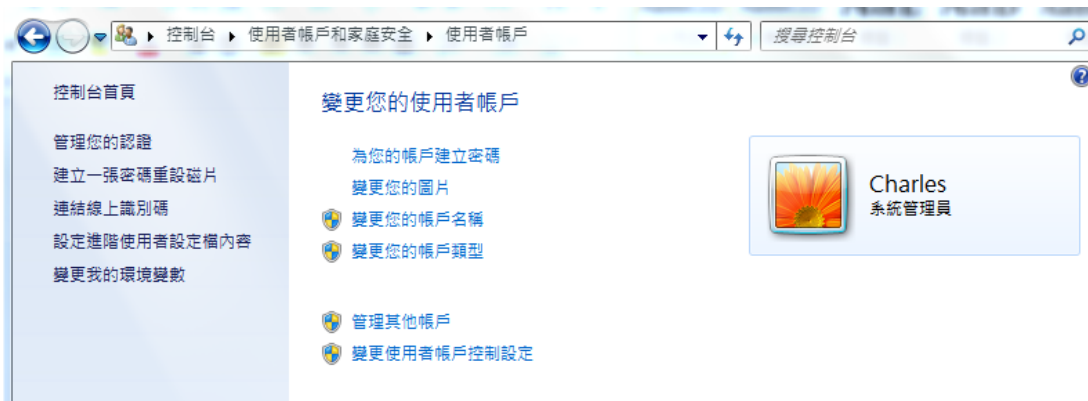 控制台 ▸ 使用者帳戶和家庭安全 ▸ 使用者帳戶
搜尋控制台
控制台首頁
管理您的認證
建立一張密碼重設磁片
連結線上識別碼
設定進階使用者設定檔內容
變更我的環境變數
變更您的使用者帳戶
為您的帳戶建立密碼
變更您的圖片
變更您的帳戶名稱
變更您的帳戶類型
管理其他帳戶
變更使用者帳戶控制設定
Charles
系統管理員